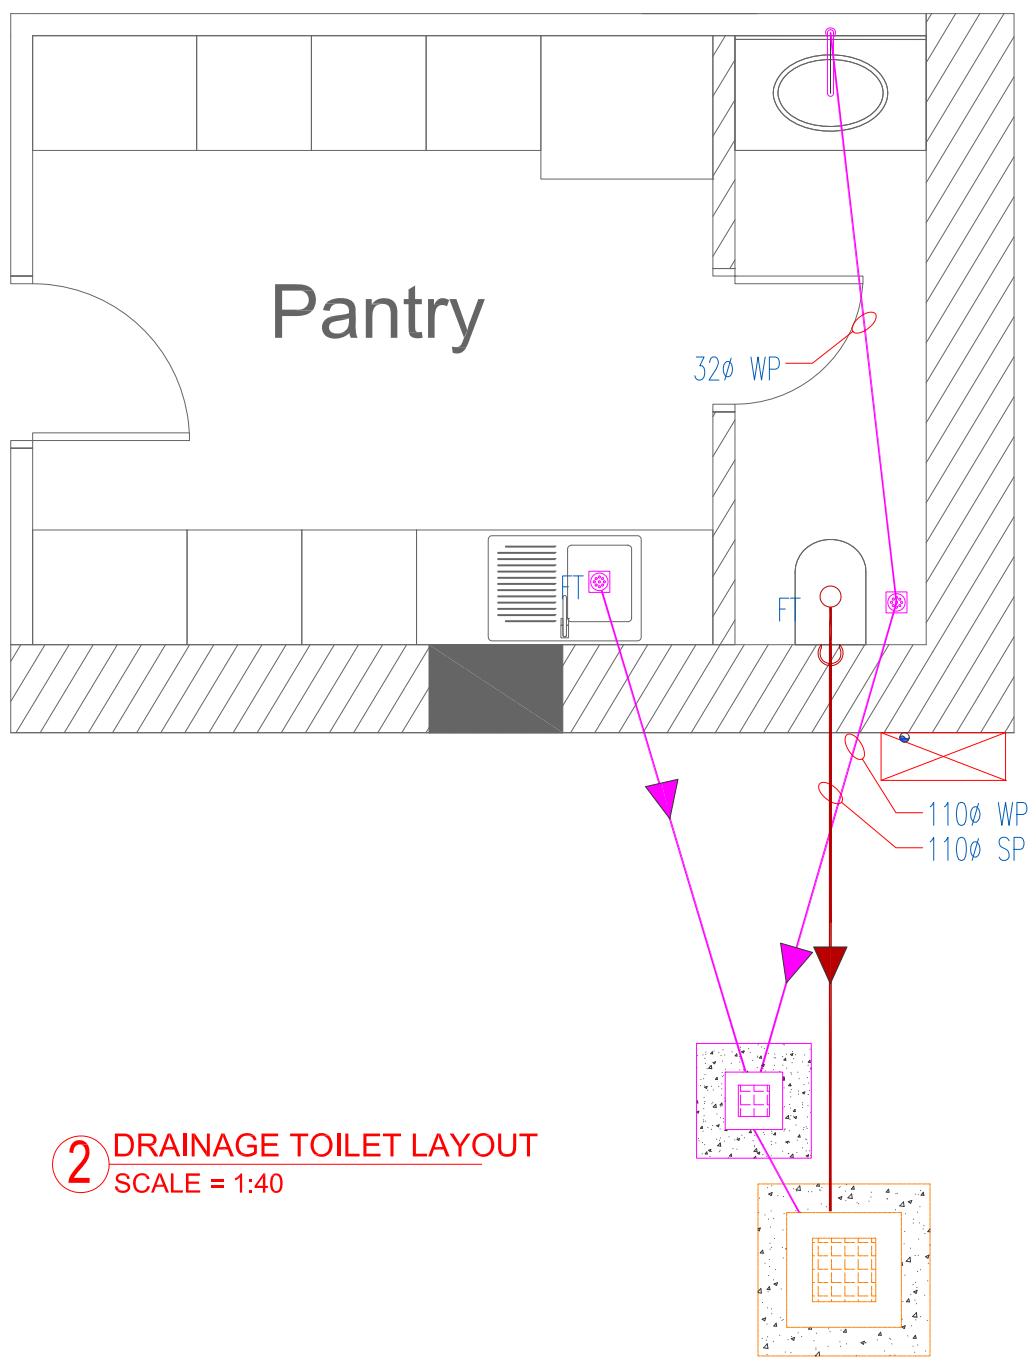 Pantry
32ø WP
FT
FT
110ø WP
110ø SP
2
DRAINAGE TOILET LAYOUT
SCALE = 1:40